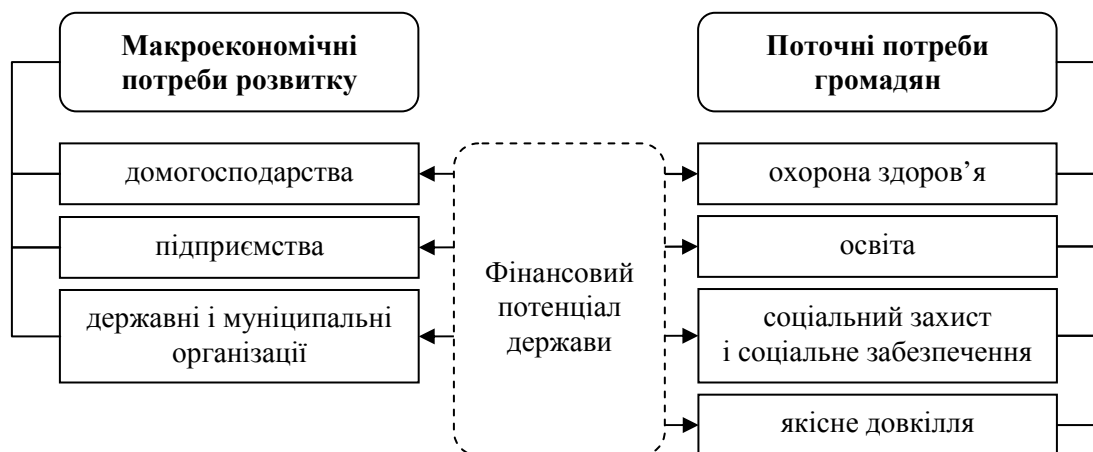 Макроекономічні
потреби розвитку
Поточні потреби
громадян
домогосподарства
підприємства
державні і муніципальні
організації
Фінансовий
потенціал
держави
охорона здоров’я
освіта
соціальний захист
і соціальне забезпечення
якісне довкілля